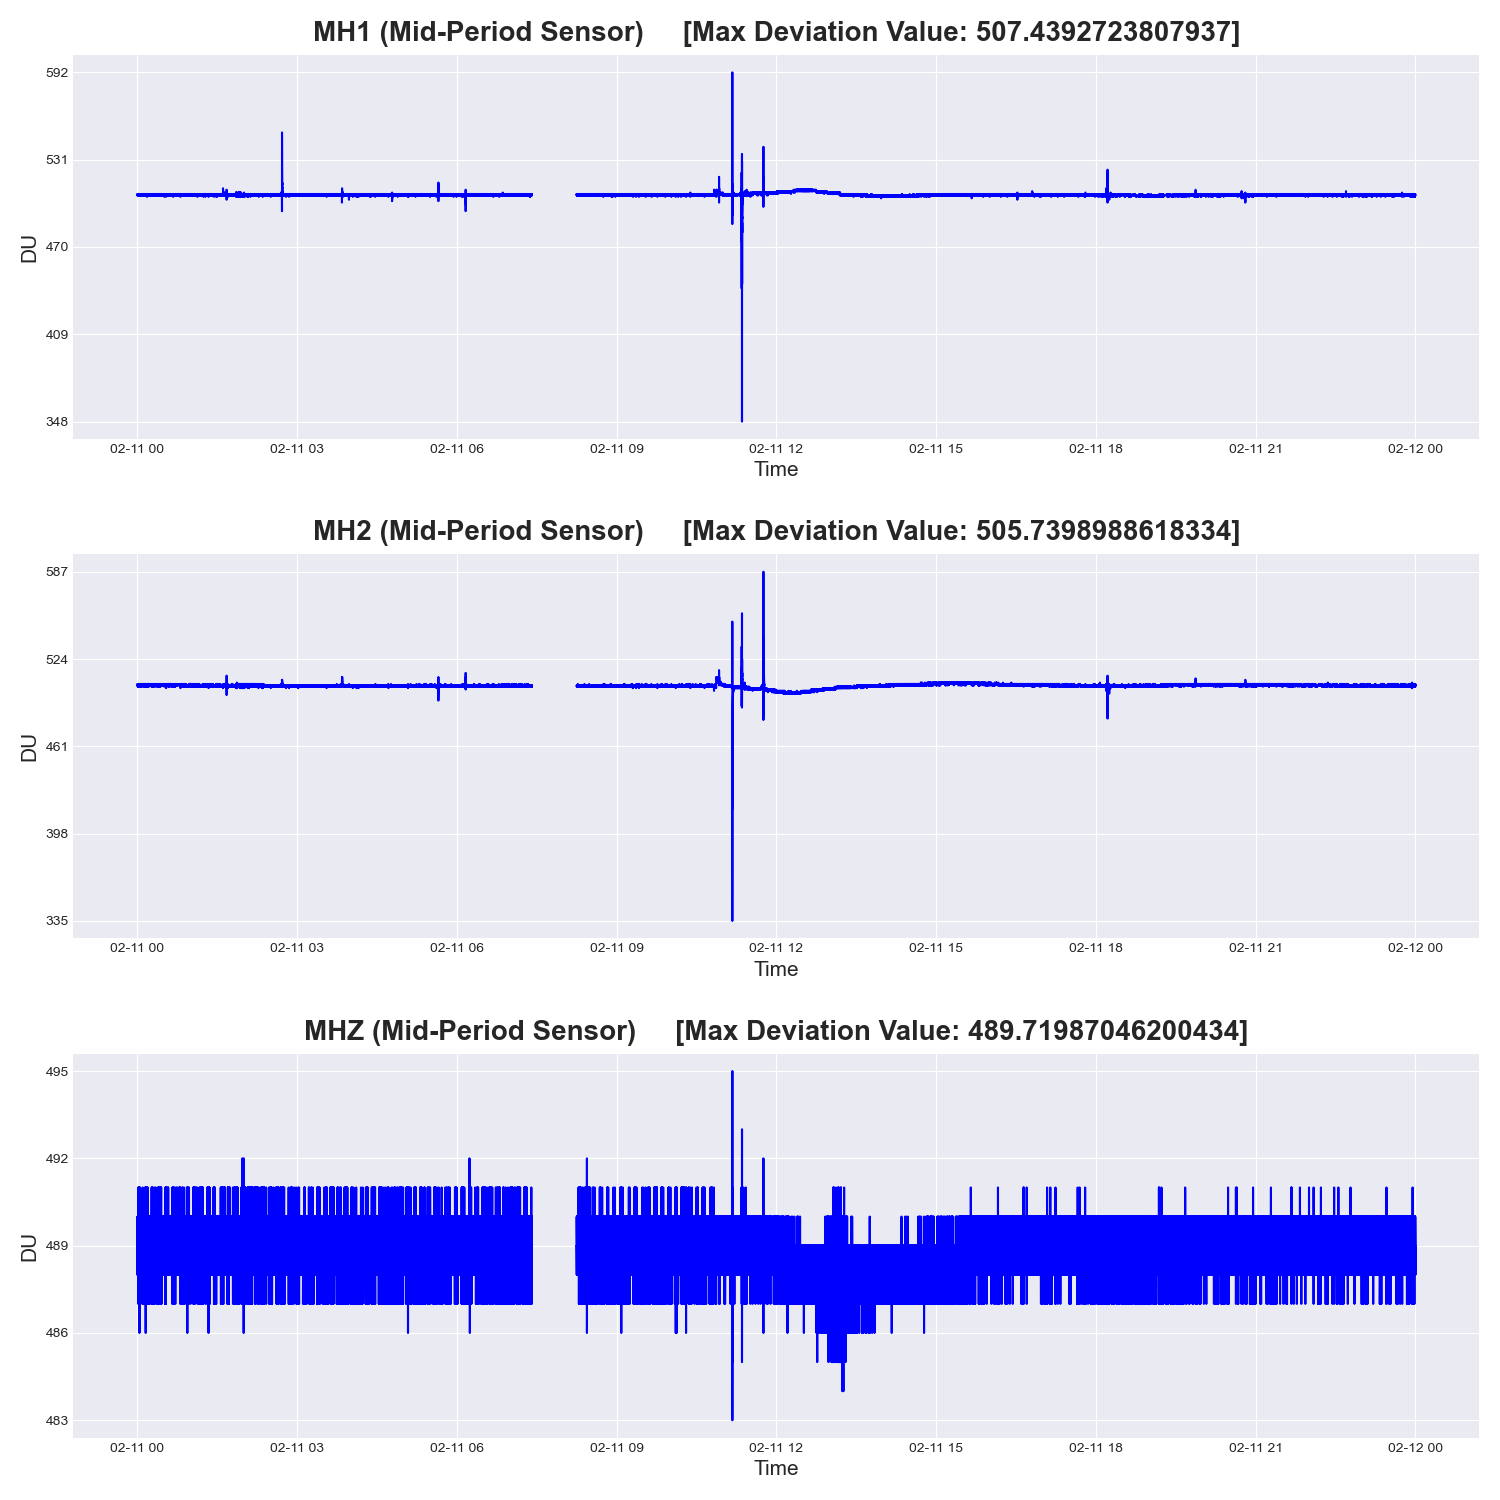 MH1 (Mid-Period Sensor)     [Max Deviation Value: 507.4392723807937]
592
531
470
409
348
DU
02-11 00 02-11 03 02-11 06 02-11 09 02-11 12 02-11 15 02-11 18 02-11 21 02-12 00
Time
MH2 (Mid-Period Sensor)     [Max Deviation Value: 505.7398988618334]
587
524
461
398
335
DU
02-11 00 02-11 03 02-11 06 02-11 09 02-11 12 02-11 15 02-11 18 02-11 21 02-12 00
Time
MHZ (Mid-Period Sensor)     [Max Deviation Value: 489.71987046200434]
495
492
489
486
483
DU
02-11 00 02-11 03 02-11 06 02-11 09 02-11 12 02-11 15 02-11 18 02-11 21 02-12 00
Time